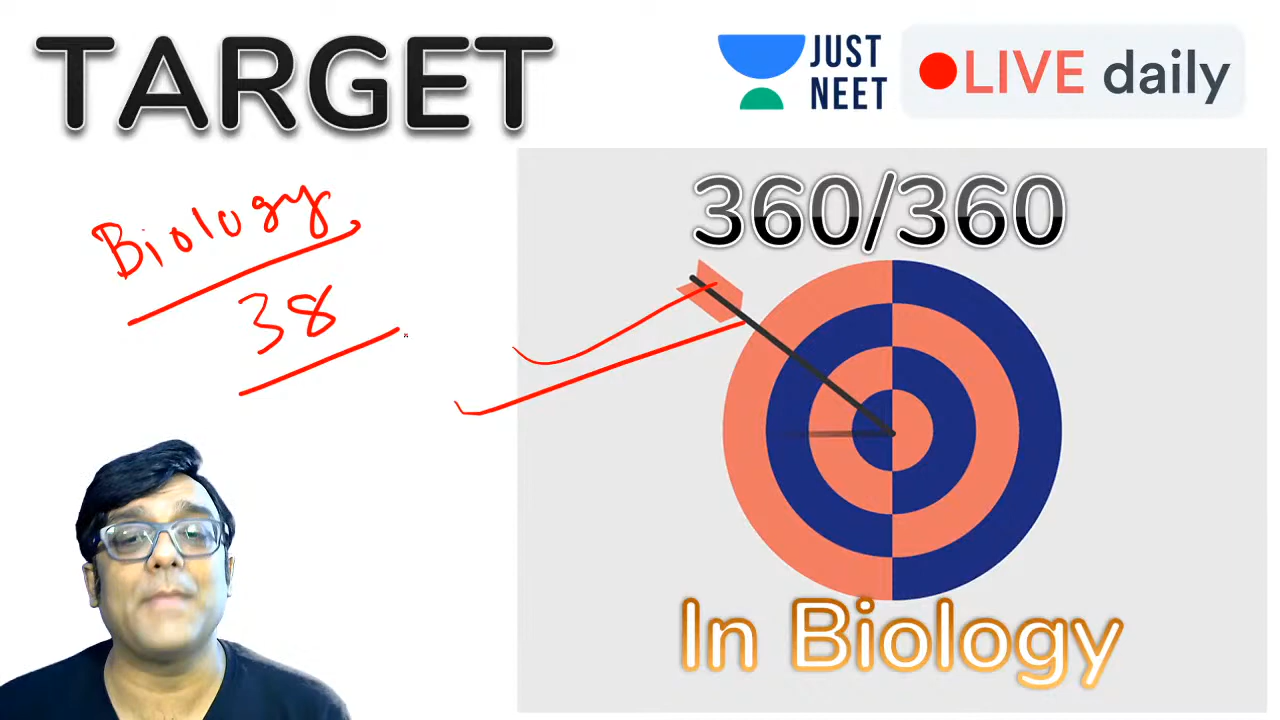 TARGET
JUST
NEET
LIVE daily
Biology
38
360/360
In Biology